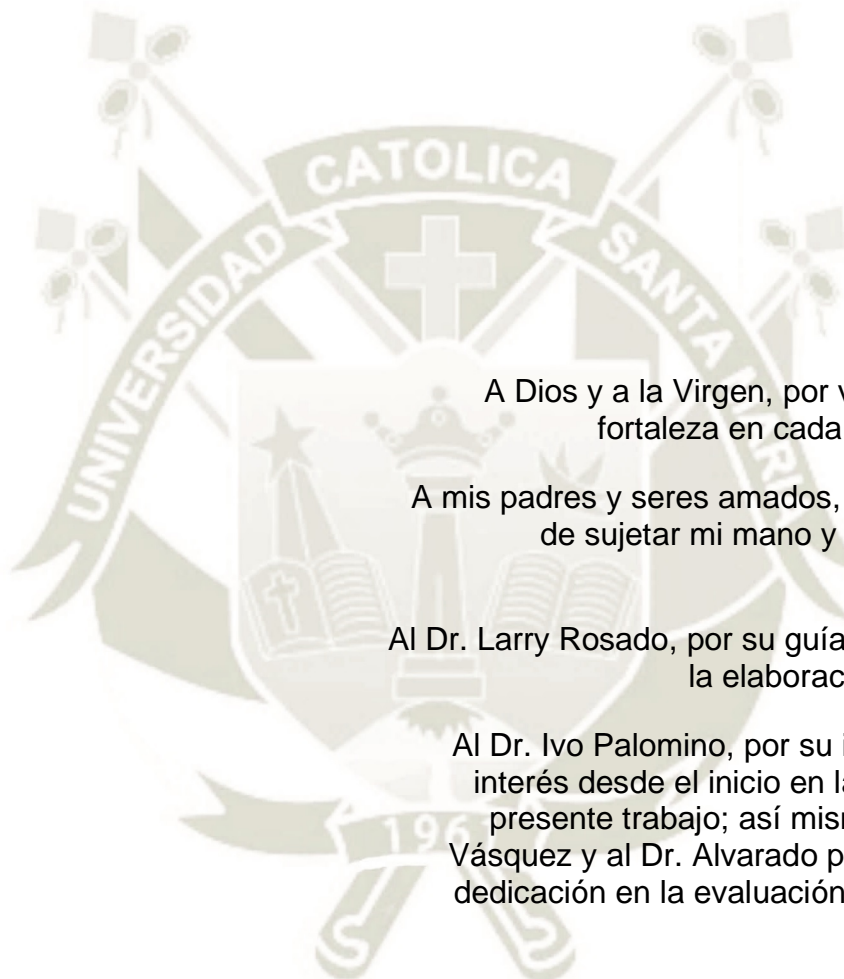 UNIVERSIDAD CATOLICA SANTA MARI
A Dios y a la Virgen, por v
fortaleza en cada
A mis padres y seres amados,
de sujetar mi mano y
Al Dr. Larry Rosado, por su guía
la elaborac
Al Dr. Ivo Palomino, por su i
interés desde el inicio en la
presente trabajo; así mis
Vásquez y al Dr. Alvarado p
dedicación en la evaluación
196